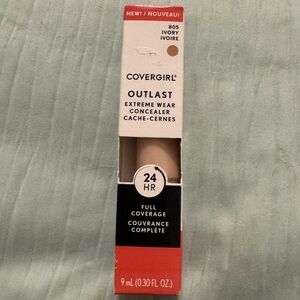 NEW! / NOUVEAU!
805
IVORY
IVOIRE
COVERGIRL®
OUTLAST
EXTREME WEAR
CONCEALER
CACHE-CERNES
24
HR
FULL
COVERAGE
COUVRANCE
COMPLÈTE
9 mL (0.30 FL. OZ.)